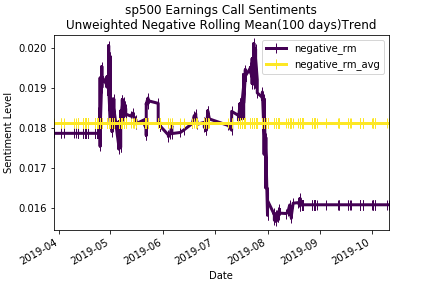 sp500 Earnings Call Sentiments
Unweighted Negative Rolling Mean(100 days)Trend
negative_rm
negative_rm_avg
Sentiment Level
0.020
0.019
0.018
0.017
0.016
2019-04
2019-05
2019-06
2019-07
2019-08
2019-09
2019-10
Date